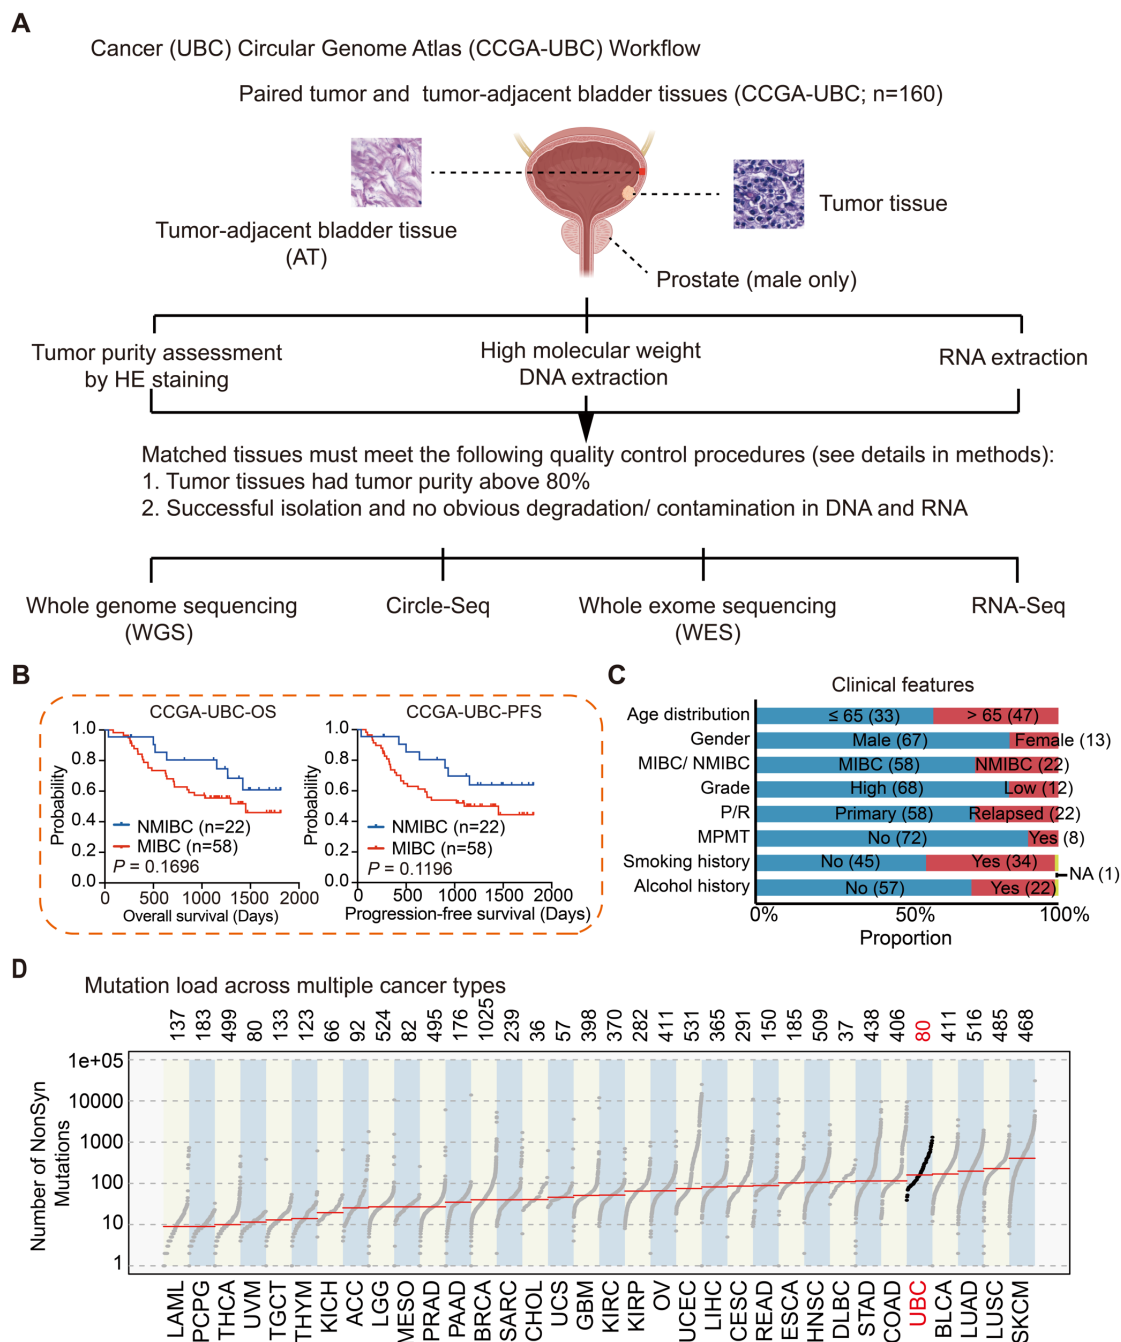 A
Cancer (UBC) Circular Genome Atlas (CCGA-UBC) Workflow
Paired tumor and tumor-adjacent bladder tissues (CCGA-UBC; n=160)
Tumor-adjacent bladder tissue
(AT)
Tumor tissue
Prostate (male only)
Tumor purity assessment
by HE staining
High molecular weight
DNA extraction
RNA extraction
Matched tissues must meet the following quality control procedures (see details in methods):
1. Tumor tissues had tumor purity above 80%
2. Successful isolation and no obvious degradation/ contamination in DNA and RNA
Whole genome sequencing
(WGS)
Circle-Seq
Whole exome sequencing
(WES)
RNA-Seq
B
CCGA-UBC-OS
Probability
1.0
0.8
0.6
0.4
0.2
0.0
NMIBC (n=22)
MIBC (n=58)
P = 0.1696
0 500 1000 1500 2000
Overall survival (Days)
CCGA-UBC-PFS
Probability
1.0
0.8
0.6
0.4
0.2
0.0
NMIBC (n=22)
MIBC (n=58)
P = 0.1196
0 500 1000 1500 2000
Progression-free survival (Days)
C
Clinical features
Age distribution ≤ 65 (33) > 65 (47)
Gender Male (67) Female (13)
MIBC/ NMIBC MIBC (58) NMIBC (22)
Grade High (68) Low (12)
P/R Primary (58) Relapsed (22)
MPMT No (72) Yes (8)
Smoking history No (45) Yes (34)
NA (1)
Alcohol history No (57) Yes (22)
0% 50% 100%
Proportion
D
Mutation load across multiple cancer types
137 183 499 80 133 123 66 92 524 82 495 176 1025 239 36 57 398 370 282 411 531 365 291 150 185 509 37 438 406 80 411 516 485 468
Number of NonSyn
Mutations
1e+05
10000
1000
100
10
1
LAML PCPG THCA UVM TGCT THYM KICH ACC LGG MESO PRAD PAAD BRCA SARC CHOL UCS GBM KIRC KIRP OV UCEC LIHC CESC READ ESCA HNSC DLBC STAD COAD UBC BLCA LUAD LUSC SKCM